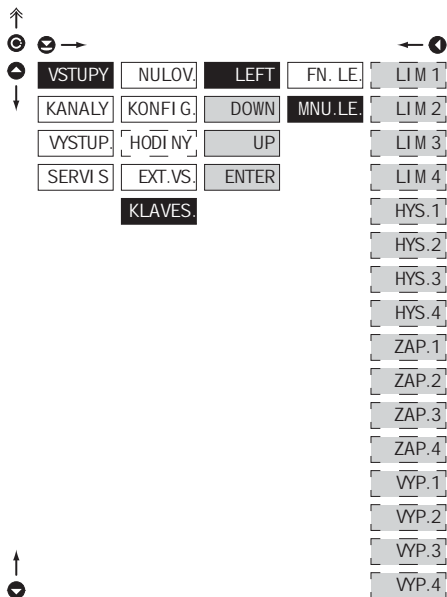 VSTUPY NULOV. LEFT FN. LE. LIM 1
KANALY KONFIG. DOWN MNU.LE. LIM 2
VYSTUP. HODINY UP LIM 3
SERVIS EXT.VS. ENTER LIM 4
KLAVES. HYS.1
HYS.2
HYS.3
HYS.4
ZAP.1
ZAP.2
ZAP.3
ZAP.4
VYP.1
VYP.2
VYP.3
VYP.4